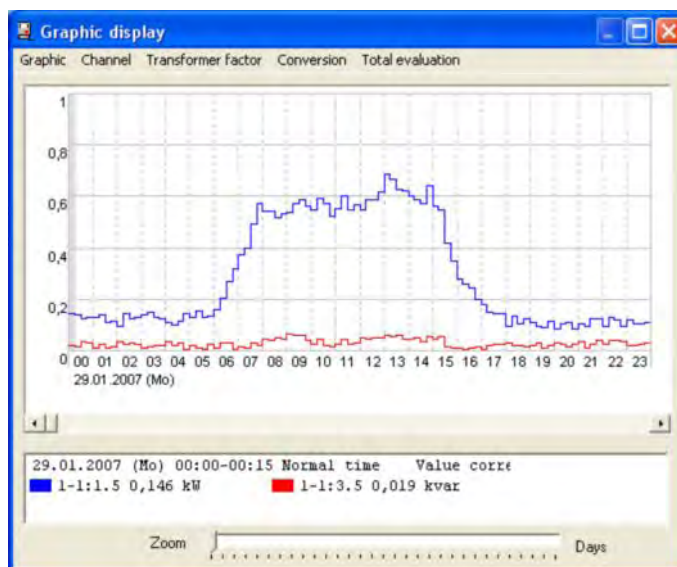 Graphic display
Graphic Channel Transformer factor Conversion Total evaluation
1
0,8
0,6
0,4
0,2
0 00 01 02 03 04 05 06 07 08 09 10 11 12 13 14 15 16 17 18 19 20 21 22 23
29.01.2007 (Mo)
29.01.2007 (Mo) 00:00-00:15 Normal time Value corre
1-1:1.5 0,146 kW 1-1:3.5 0,019 kvar
Zoom Days